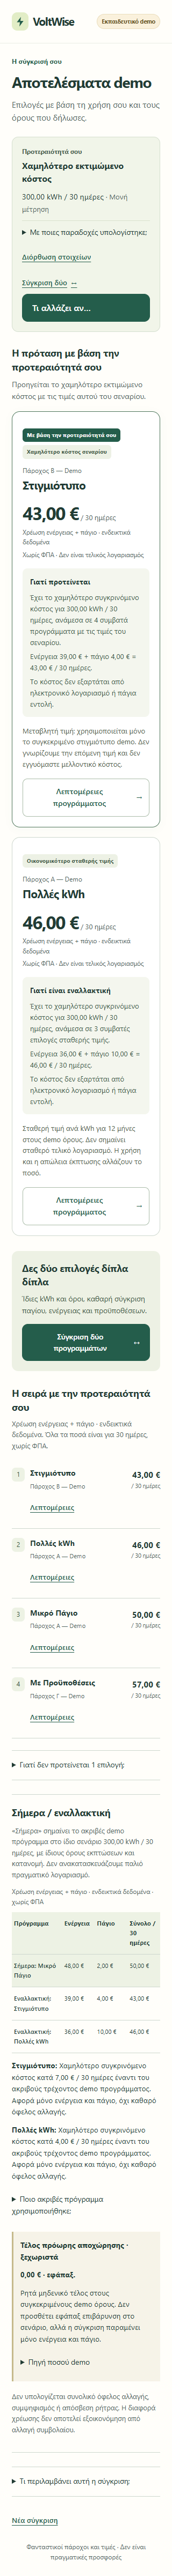 VoltWise
Εκπαιδευτικό demo
Η σύγκρισή σου
Αποτελέσματα demo
Επιλογές με βάση τη χρήση σου και τους
όρους που δήλωσες.
Προτεραιότητά σου
Χαμηλότερο εκτιμώμενο
κόστος
300,00 kWh / 30 ημέρες · Μονή
μέτρηση
▶ Με ποιες παραδοχές υπολογίστηκε;
Διόρθωση στοιχείων
Σύγκριση δύο ↔
Τι αλλάζει αν…
Η πρόταση με βάση την
προτεραιότητά σου
Προηγείται το χαμηλότερο εκτιμώμενο
κόστος με τις τιμές αυτού του σεναρίου.
Με βάση την προτεραιότητά σου
Χαμηλότερο κόστος σεναρίου
Πάροχος Β — Demo
Στιγμιότυπο
43,00 € / 30 ημέρες
Χρέωση ενέργειας + πάγιο · ενδεικτικά
δεδομένα
Χωρίς ΦΠΑ · Δεν είναι τελικός λογαριασμός
Γιατί προτείνεται
Έχει το χαμηλότερο συγκρινόμενο
κόστος για 300,00 kWh / 30
ημέρες, ανάμεσα σε 4 συμβατά
προγράμματα με τις τιμές του
σεναρίου.
Ενέργεια 39,00 € + πάγιο 4,00 € =
43,00 € / 30 ημέρες.
Το κόστος δεν εξαρτάται από
ηλεκτρονικό λογαριασμό ή πάγια
εντολή.
Μεταβλητή τιμή: χρησιμοποιείται μόνο
το συγκεκριμένο στιγμιότυπο demo. Δεν
γνωρίζουμε την επόμενη τιμή και δεν
εγγυόμαστε μελλοντικό κόστος.
Λεπτομέρειες
προγράμματος →
Οικονομικότερο σταθερής τιμής
Πάροχος Α — Demo
Πολλές kWh
46,00 € / 30 ημέρες
Χρέωση ενέργειας + πάγιο · ενδεικτικά
δεδομένα
Χωρίς ΦΠΑ · Δεν είναι τελικός λογαριασμός
Γιατί είναι εναλλακτική
Έχει το χαμηλότερο συγκρινόμενο
κόστος για 300,00 kWh / 30
ημέρες, ανάμεσα σε 3 συμβατές
επιλογές σταθερής τιμής.
Ενέργεια 36,00 € + πάγιο 10,00 € =
46,00 € / 30 ημέρες.
Το κόστος δεν εξαρτάται από
ηλεκτρονικό λογαριασμό ή πάγια
εντολή.
Σταθερή τιμή ανά kWh για 12 μήνες
στους demo όρους. Δεν σημαίνει
σταθερό τελικό λογαριασμό. Η χρήση
και η απώλεια έκπτωσης αλλάζουν το
ποσό.
Λεπτομέρειες
προγράμματος →
Δες δύο επιλογές δίπλα
δίπλα
Ίδιες kWh και όροι, καθαρή σύγκριση
παγίου, ενέργειας και προϋποθέσεων.
Σύγκριση δύο
προγραμμάτων ↔
Η σειρά με την προτεραιότητά
σου
Χρέωση ενέργειας + πάγιο · ενδεικτικά
δεδομένα. Όλα τα ποσά είναι για 30 ημέρες,
χωρίς ΦΠΑ.
1 Στιγμιότυπο 43,00 €
Πάροχος Β — Demo / 30 ημέρες
Λεπτομέρειες
2 Πολλές kWh 46,00 €
Πάροχος Α — Demo / 30 ημέρες
Λεπτομέρειες
3 Μικρό Πάγιο 50,00 €
Πάροχος Α — Demo / 30 ημέρες
Λεπτομέρειες
4 Με Προϋποθέσεις 57,00 €
Πάροχος Γ — Demo / 30 ημέρες
Λεπτομέρειες
▶ Γιατί δεν προτείνεται 1 επιλογή;
Σήμερα / εναλλακτική
«Σήμερα» σημαίνει το ακριβές demo
πρόγραμμα στο ίδιο σενάριο 300,00 kWh / 30
ημέρες, με ίδιους όρους εκπτώσεων και
κατανομή. Δεν ανακατασκευάζουμε παλιό
πραγματικό λογαριασμό.
Χρέωση ενέργειας + πάγιο · ενδεικτικά δεδομένα ·
χωρίς ΦΠΑ
Πρόγραμμα Ενέργεια Πάγιο Σύνολο /
30
ημέρες
Σήμερα: Μικρό 48,00 € 2,00 € 50,00 €
Πάγιο
Εναλλακτική: 39,00 € 4,00 € 43,00 €
Στιγμιότυπο
Εναλλακτική: 36,00 € 10,00 € 46,00 €
Πολλές kWh
Στιγμιότυπο: Χαμηλότερο συγκρινόμενο
κόστος κατά 7,00 € / 30 ημέρες έναντι του
ακριβούς τρέχοντος demo προγράμματος.
Αφορά μόνο ενέργεια και πάγιο, όχι καθαρό
όφελος αλλαγής.
Πολλές kWh: Χαμηλότερο συγκρινόμενο
κόστος κατά 4,00 € / 30 ημέρες έναντι του
ακριβούς τρέχοντος demo προγράμματος.
Αφορά μόνο ενέργεια και πάγιο, όχι καθαρό
όφελος αλλαγής.
▶ Ποιο ακριβές πρόγραμμα
χρησιμοποιήθηκε;
Τέλος πρόωρης αποχώρησης ·
ξεχωριστά
0,00 € · εφάπαξ.
Ρητά μηδενικό τέλος στους
συγκεκριμένους demo όρους. Δεν
προστίθεται εφάπαξ επιβάρυνση στο
σενάριο, αλλά η σύγκριση παραμένει
μόνο ενέργεια και πάγιο.
▶ Πηγή ποσού demo
Δεν υπολογίζεται συνολικό όφελος αλλαγής,
συμψηφισμός ή απόσβεση ρήτρας. Η διαφορά
χρέωσης δεν αποτελεί εξοικονόμηση από
αλλαγή συμβολαίου.
▶ Τι περιλαμβάνει αυτή η σύγκριση;
Νέα σύγκριση
Φανταστικοί πάροχοι και τιμές · Δεν είναι
πραγματικές προσφορές